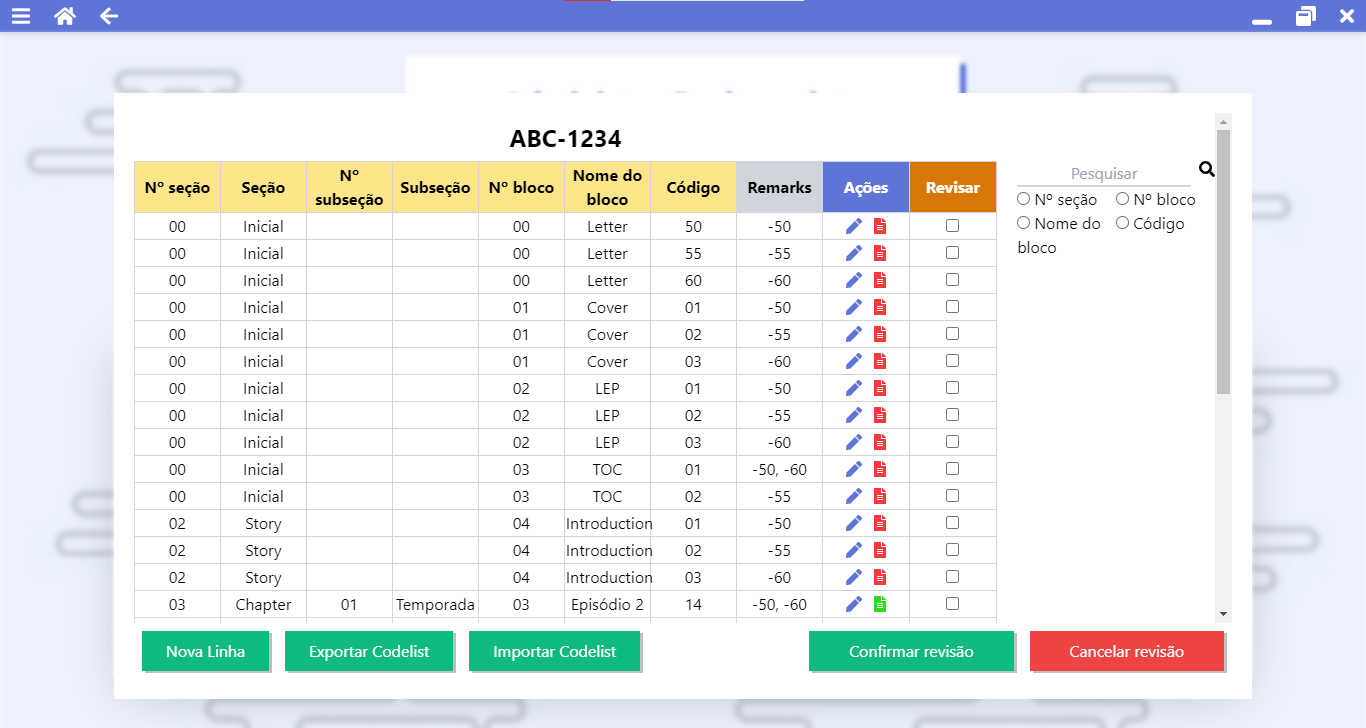 ABC-1234
Nº seção Seção Nº subseção Subseção Nº bloco Nome do bloco Código Remarks Ações Revisar
00 Inicial 00 Letter 50 -50
00 Inicial 00 Letter 55 -55
00 Inicial 00 Letter 60 -60
00 Inicial 01 Cover 01 -50
00 Inicial 01 Cover 02 -55
00 Inicial 01 Cover 03 -60
00 Inicial 02 LEP 01 -50
00 Inicial 02 LEP 02 -55
00 Inicial 02 LEP 03 -60
00 Inicial 03 TOC 01 -50, -60
00 Inicial 03 TOC 02 -55
02 Story 04 Introduction 01 -50
02 Story 04 Introduction 02 -55
02 Story 04 Introduction 03 -60
03 Chapter 01 Temporada 03 Episódio 2 14 -50, -60
Pesquisar
Nº seção Nº bloco
Nome do bloco Código
Nova Linha Exportar Codelist Importar Codelist Confirmar revisão Cancelar revisão